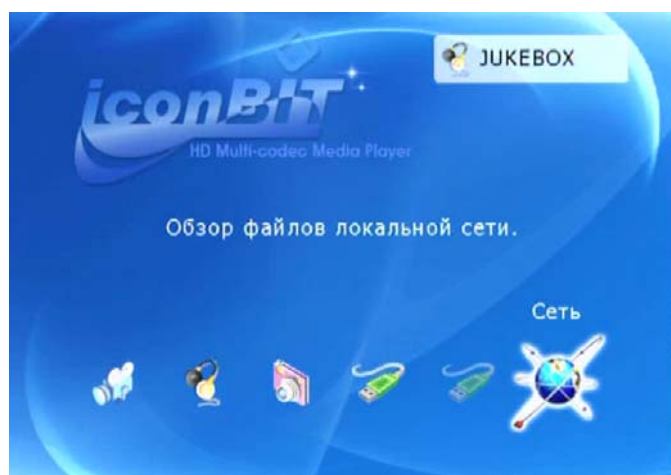 JUKEBOX
iconBIT
HD Multi-codec Media Player
Обзор файлов локальной сети.
Сеть